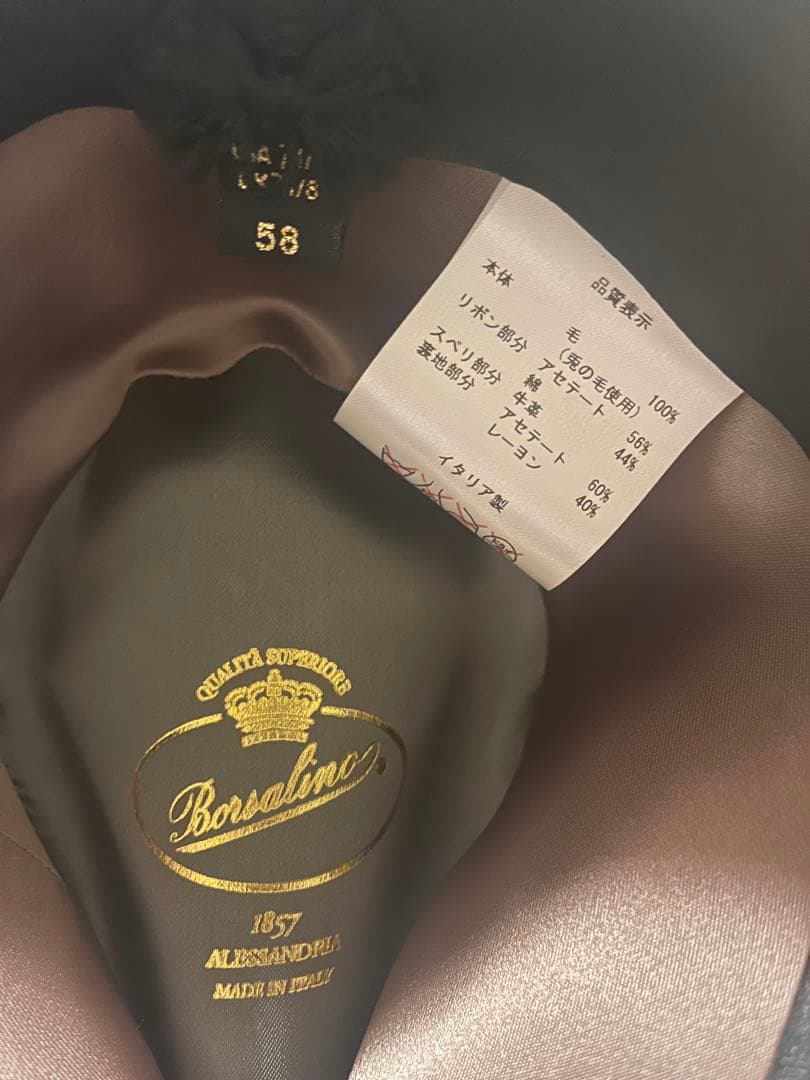 58
品質表示
本体 毛 100%
(兎の毛使用)
リボン部分 アセテート 56%
綿 44%
スベリ部分 牛革
裏地部分 アセテート 60%
レーヨン 40%
イタリア製
QUALITÀ SUPERIORE
Borsalino
1857
ALESSANDRIA
MADE IN ITALY